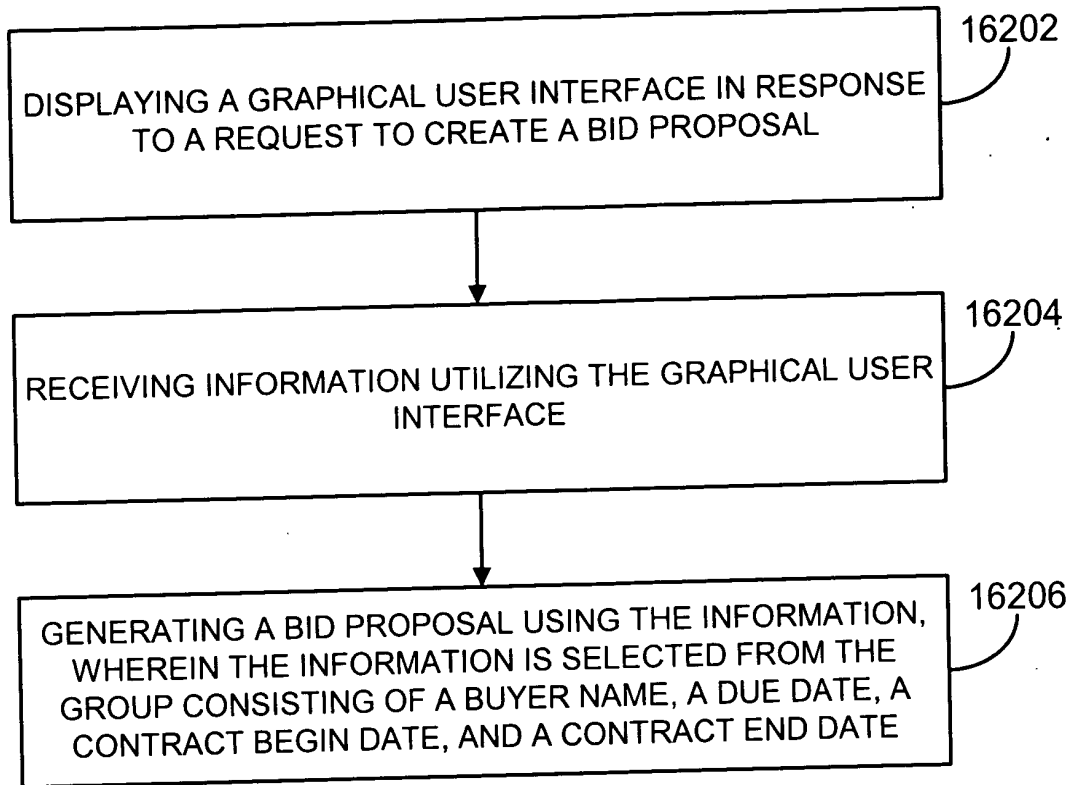 16202
DISPLAYING A GRAPHICAL USER INTERFACE IN RESPONSE
TO A REQUEST TO CREATE A BID PROPOSAL
16204
RECEIVING INFORMATION UTILIZING THE GRAPHICAL USER
INTERFACE
16206
GENERATING A BID PROPOSAL USING THE INFORMATION,
WHEREIN THE INFORMATION IS SELECTED FROM THE
GROUP CONSISTING OF A BUYER NAME, A DUE DATE, A
CONTRACT BEGIN DATE, AND A CONTRACT END DATE